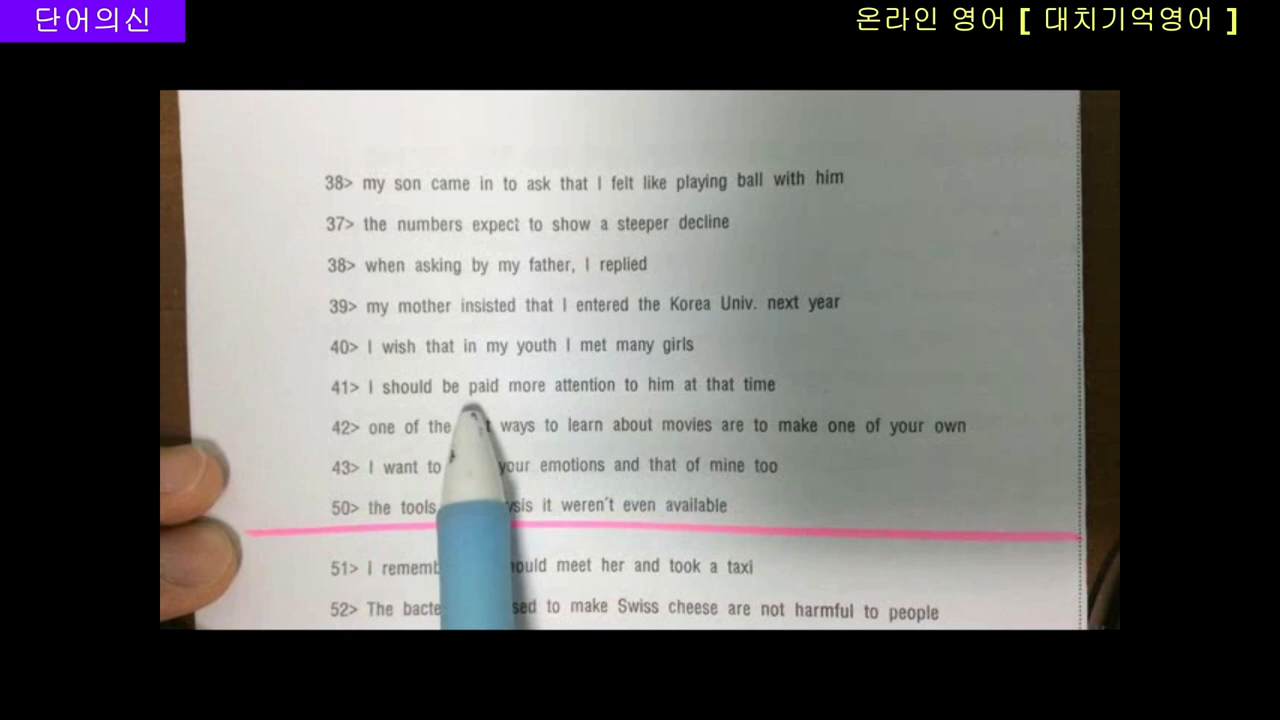 단어의신
온라인 영어 [ 대치기억영어 ]
38> my son came in to ask that I felt like playing ball with him
37> the numbers expect to show a steeper decline
38> when asking by my father, I replied
39> my mother insisted that I entered the Korea Univ. next year
40> I wish that in my youth I met many girls
41> I should be paid more attention to him at that time
42> one of the ways to learn about movies are to make one of your own
43> I want to your emotions and that of mine too
50> the tools it weren't even available
51> I meet her and took a taxi
52> The to make Swiss cheese are not harmful to people